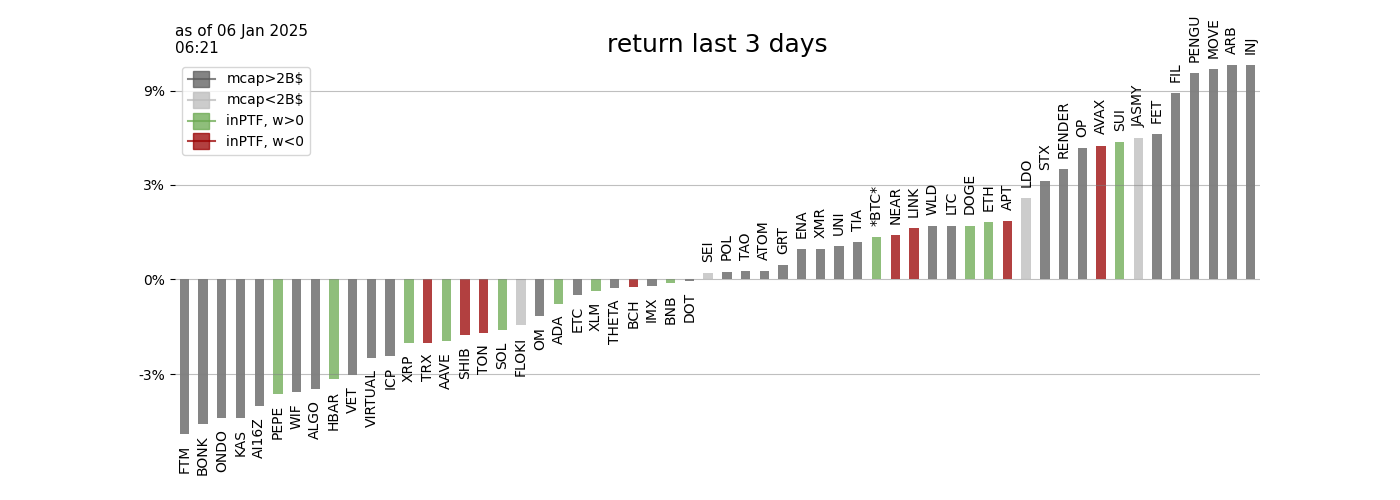 as of 06 Jan 2025
06:21
return last 3 days
mcap>2B$
mcap<2B$
inPTF, w>0
inPTF, w<0
9%
3%
0%
-3%
FTM
BONK
ONDO
KAS
AI16Z
PEPE
WIF
ALGO
HBAR
VET
VIRTUAL
ICP
XRP
TRX
AAVE
SHIB
TON
SOL
FLOKI
OM
ADA
ETC
XLM
THETA
BCH
IMX
BNB
DOT
SEI
POL
TAO
ATOM
GRT
ENA
XMR
UNI
TIA
*BTC*
NEAR
LINK
WLD
LTC
DOGE
ETH
APT
LDO
STX
RENDER
OP
AVAX
SUI
JASMY
FET
FIL
PENGU
MOVE
ARB
INJ